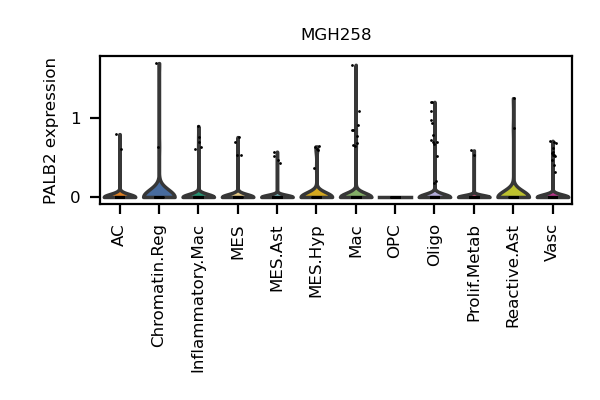 MGH258
PALB2 expression
1
0
AC
Chromatin.Reg
Inflammatory.Mac
MES
MES.Ast
MES.Hyp
Mac
OPC
Oligo
Prolif.Metab
Reactive.Ast
Vasc